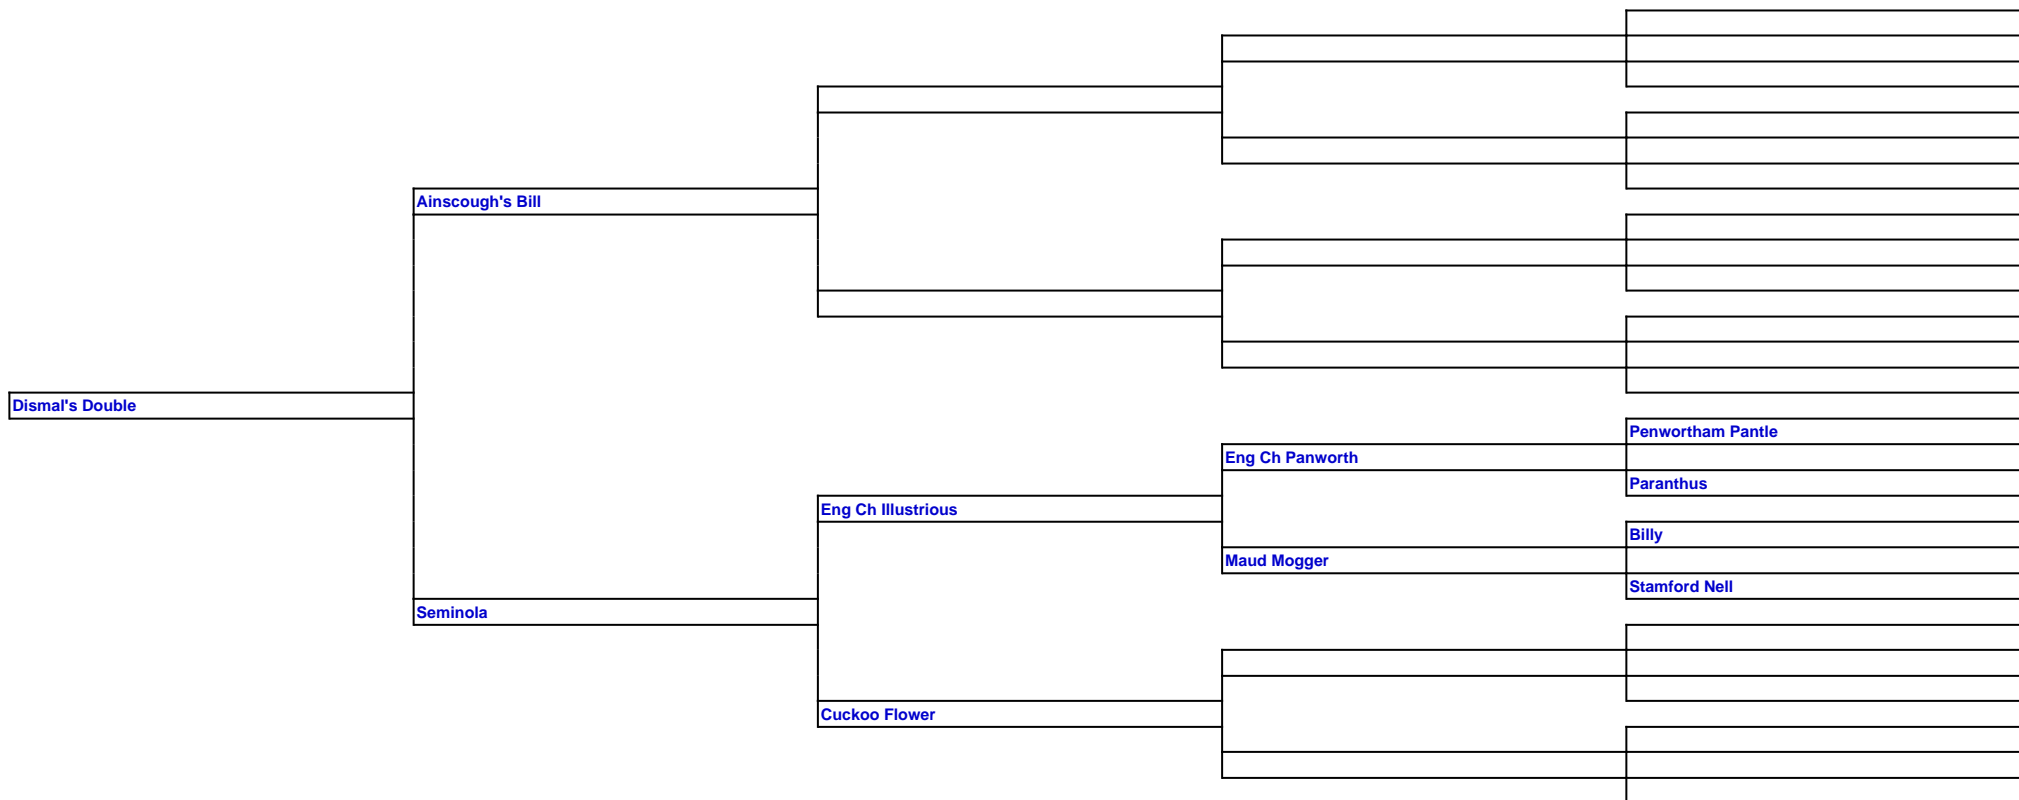 Ainscough's Bill
Dismal's Double
Penwortham Pantle
Eng Ch Panworth
Paranthus
Eng Ch Illustrious
Billy
Maud Mogger
Stamford Nell
Seminola
Cuckoo Flower